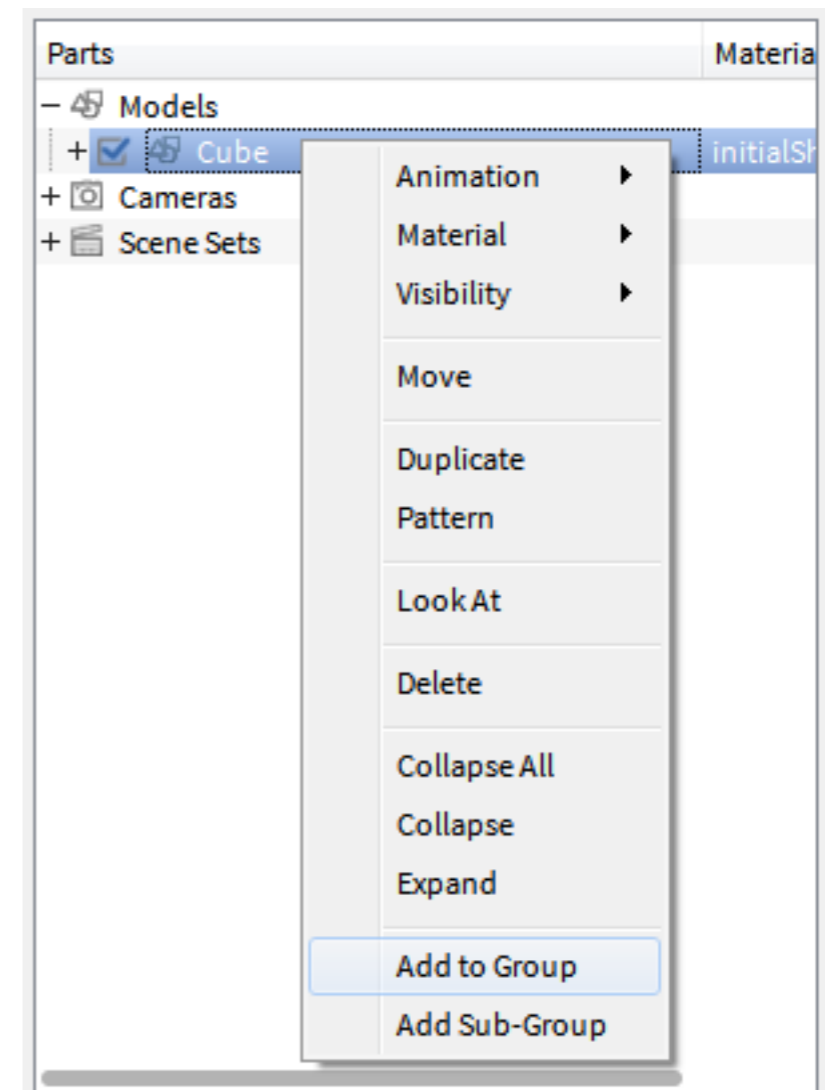 Parts Materia
Models
Cube initialSh
Cameras
Scene Sets
Animation
Material
Visibility
Move
Duplicate
Pattern
Look At
Delete
Collapse All
Collapse
Expand
Add to Group
Add Sub-Group